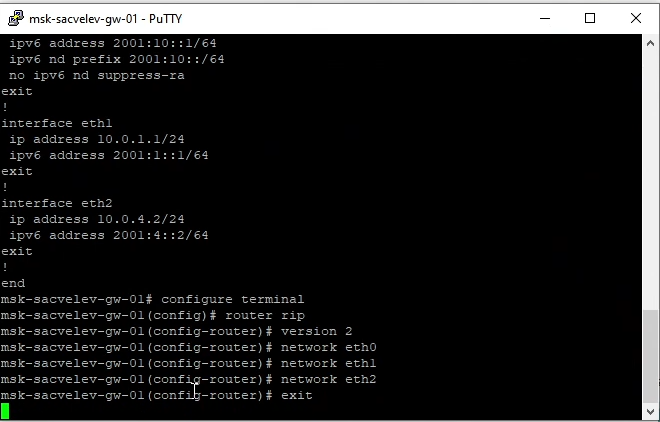 msk-sacvelev-gw-01 - PuTTY
ipv6 address 2001:10::1/64
ipv6 nd prefix 2001:10::/64
no ipv6 nd suppress-ra
exit
!
interface eth1
ip address 10.0.1.1/24
ipv6 address 2001:1::1/64
exit
!
interface eth2
ip address 10.0.4.2/24
ipv6 address 2001:4::2/64
exit
!
end
msk-sacvelev-gw-01# configure terminal
msk-sacvelev-gw-01(config)# router rip
msk-sacvelev-gw-01(config-router)# version 2
msk-sacvelev-gw-01(config-router)# network eth0
msk-sacvelev-gw-01(config-router)# network eth1
msk-sacvelev-gw-01(config-router)# network eth2
msk-sacvelev-gw-01(config-router)# exit